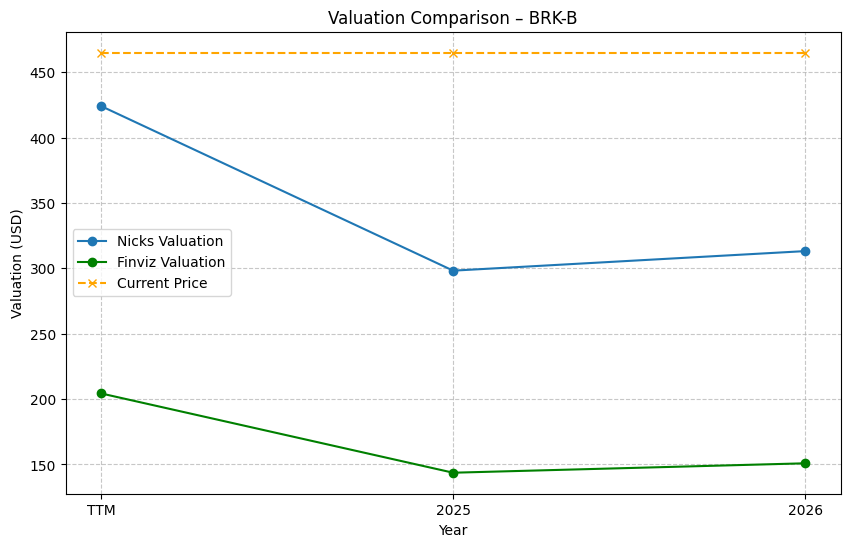 Valuation Comparison – BRK-B
Valuation (USD)
450
400
350
300
250
200
150
Nicks Valuation
Finviz Valuation
Current Price
TTM
2025
2026
Year